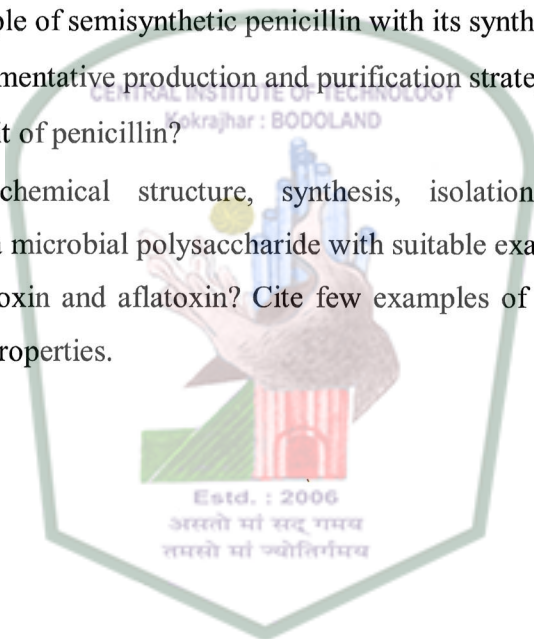 ole of semisynthetic penicillin with its synth
mentative production and purification strate
CENTRAL INSTITUTE OF TECHNOLOGY
Kokrajhar : BODOLAND
it of penicillin?
chemical structure, synthesis, isolation
a microbial polysaccharide with suitable exa
oxin and aflatoxin? Cite few examples of
roperties.
Estd. : 2006
असतो मां सद् गमय
तमसो मां ज्योतिर्गमय